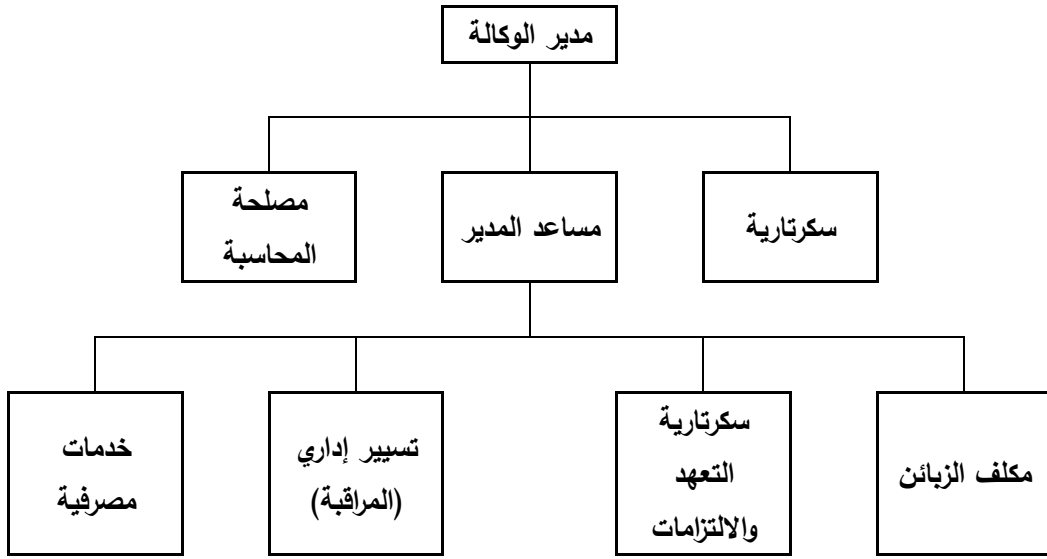 مدير الوكالة
سكرتارية
مساعد المدير
مصلحة
المحاسبة
مكلف الزبائن
سكرتارية
التعهد
والالتزامات
تسيير إداري
(المراقبة)
خدمات
مصرفية